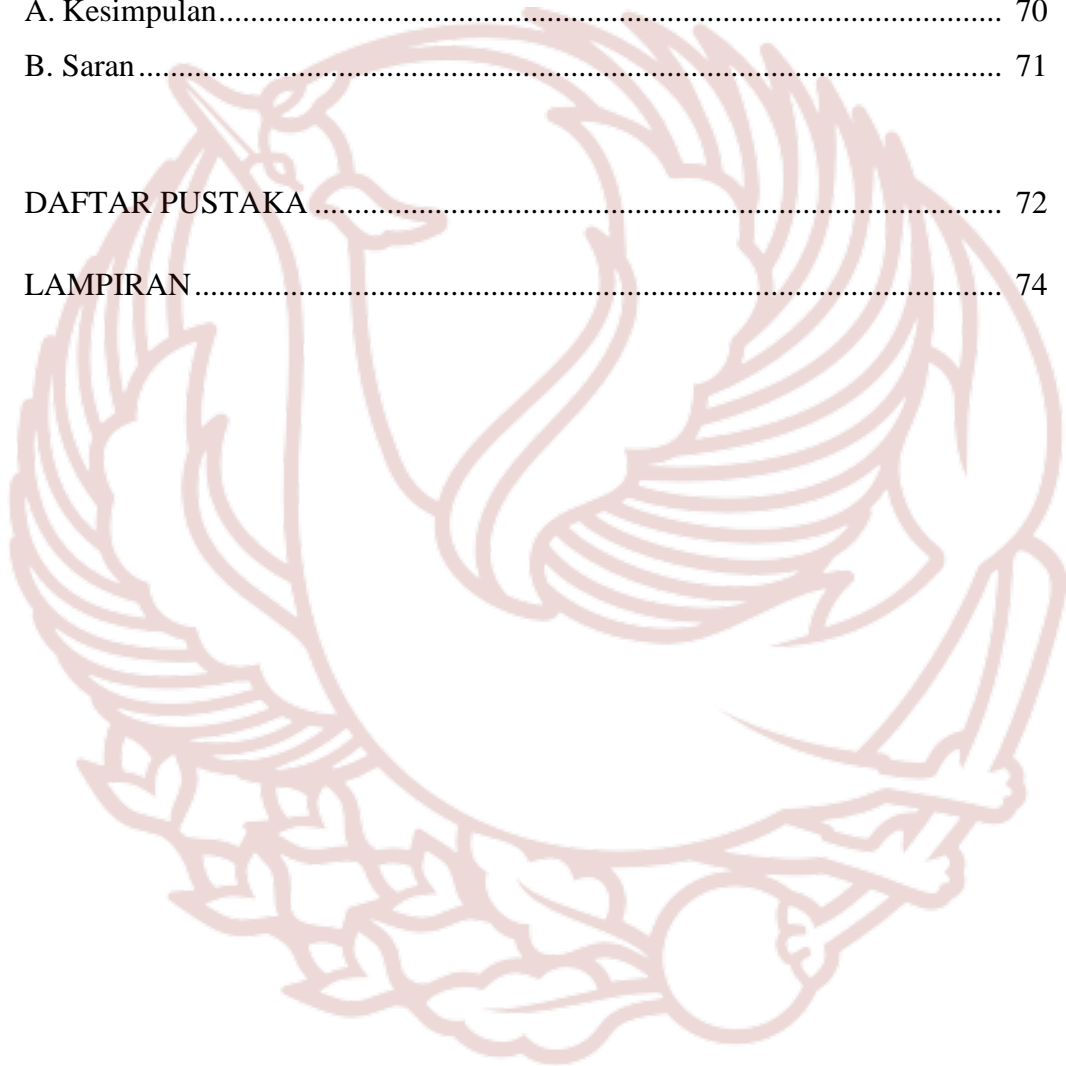 A. Kesimpulan.................................................................................. 70
B. Saran.......................................................................................... 71
DAFTAR PUSTAKA....................................................................... 72
LAMPIRAN.................................................................................... 74